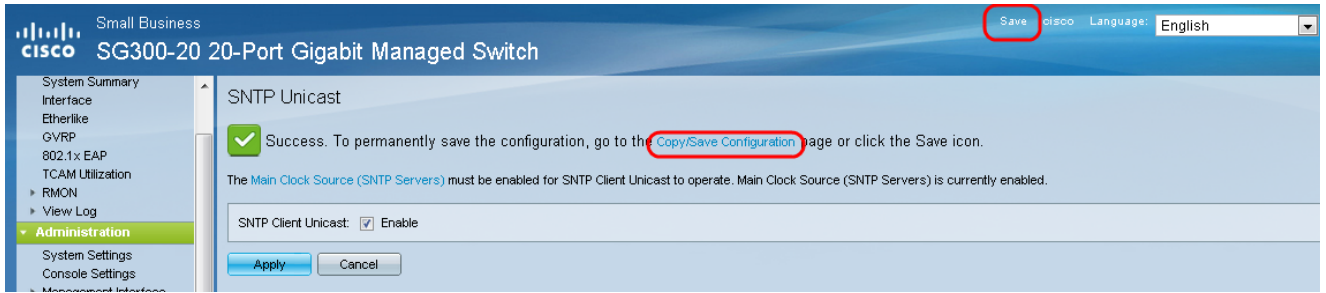 Small Business
Save cisco Language: English
CISCO SG300-20 20-Port Gigabit Managed Switch
System Summary
Interface
Etherlike
GVRP
802.1x EAP
TCAM Utilization
RMON
View Log
Administration
System Settings
Console Settings
Management Interface
SNTP Unicast
Success. To permanently save the configuration, go to the Copy/Save Configuration page or click the Save icon.
The Main Clock Source (SNTP Servers) must be enabled for SNTP Client Unicast to operate. Main Clock Source (SNTP Servers) is currently enabled.
SNTP Client Unicast: Enable
Apply Cancel